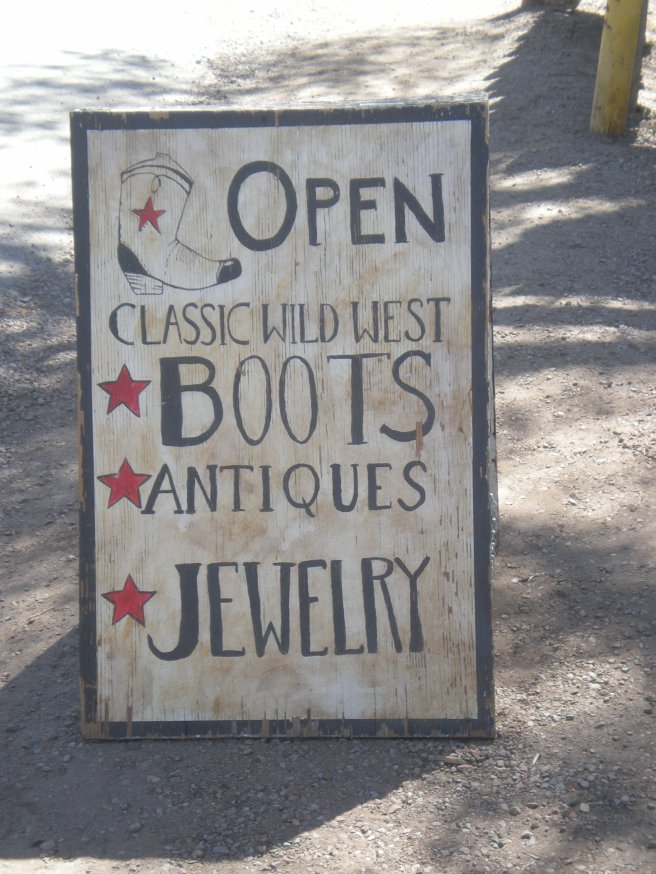 OPEN
CLASSIC WILD WEST
BOOTS
ANTIQUES
JEWELRY